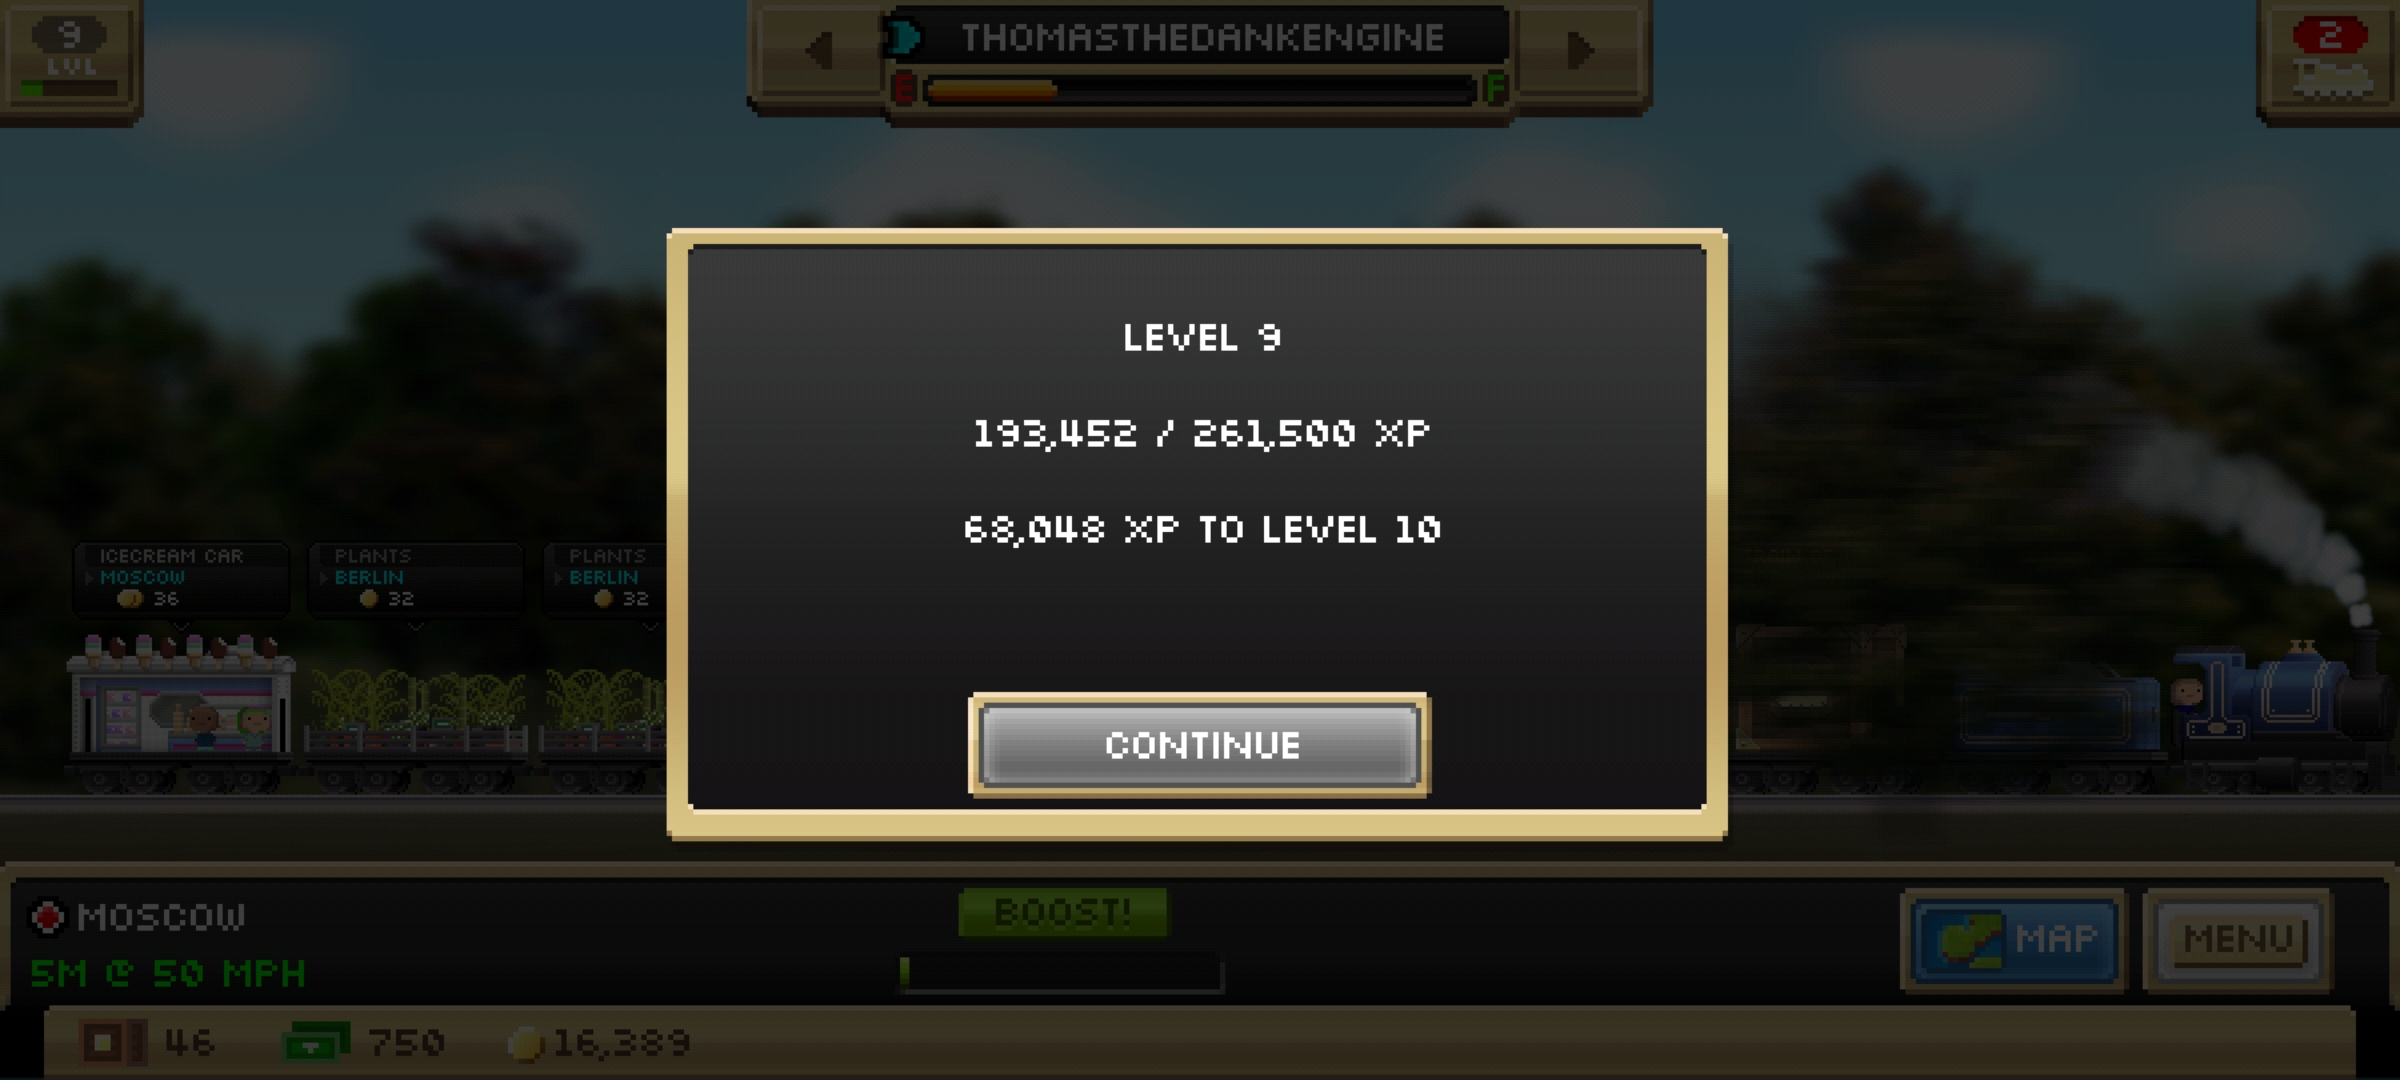 9
LVL
THOMASTHEDANKENGINE
E F
2
LEVEL 9
193,452 / 261,500 XP
68,048 XP TO LEVEL 10
CONTINUE
ICECREAM CAR
MOSCOW
36
PLANTS
BERLIN
32
PLANTS
BERLIN
32
MOSCOW
5M @ 50 MPH
BOOST!
MAP
MENU
46
750
16,389